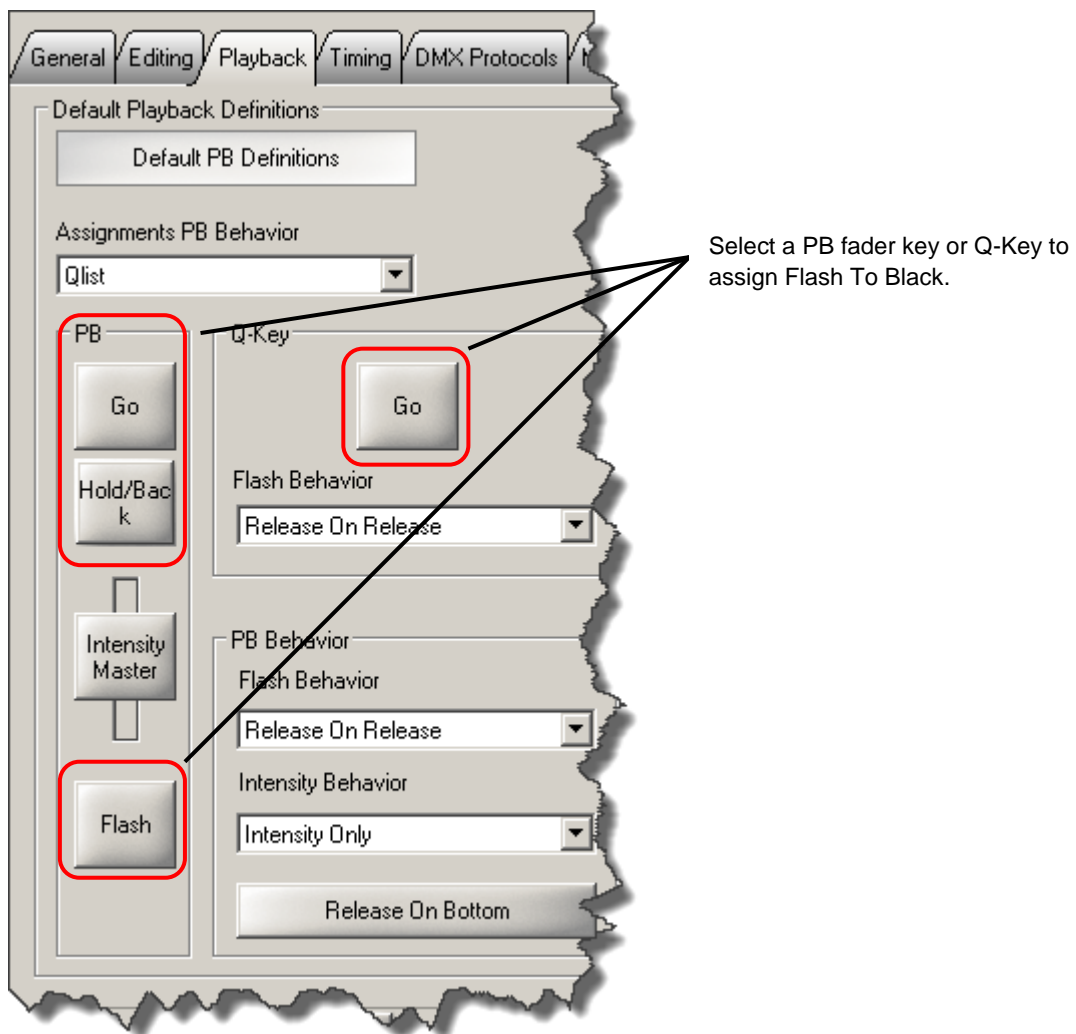 General Editing Playback Timing DMX Protocols
Default Playback Definitions
Default PB Definitions
Assignments PB Behavior
Qlist
Select a PB fader key or Q-Key to
assign Flash To Black.
PB
Go
Hold/Bac
k
Intensity
Master
Flash
Q-Key
Go
Flash Behavior
Release On Release
PB Behavior
Flash Behavior
Release On Release
Intensity Behavior
Intensity Only
Release On Bottom